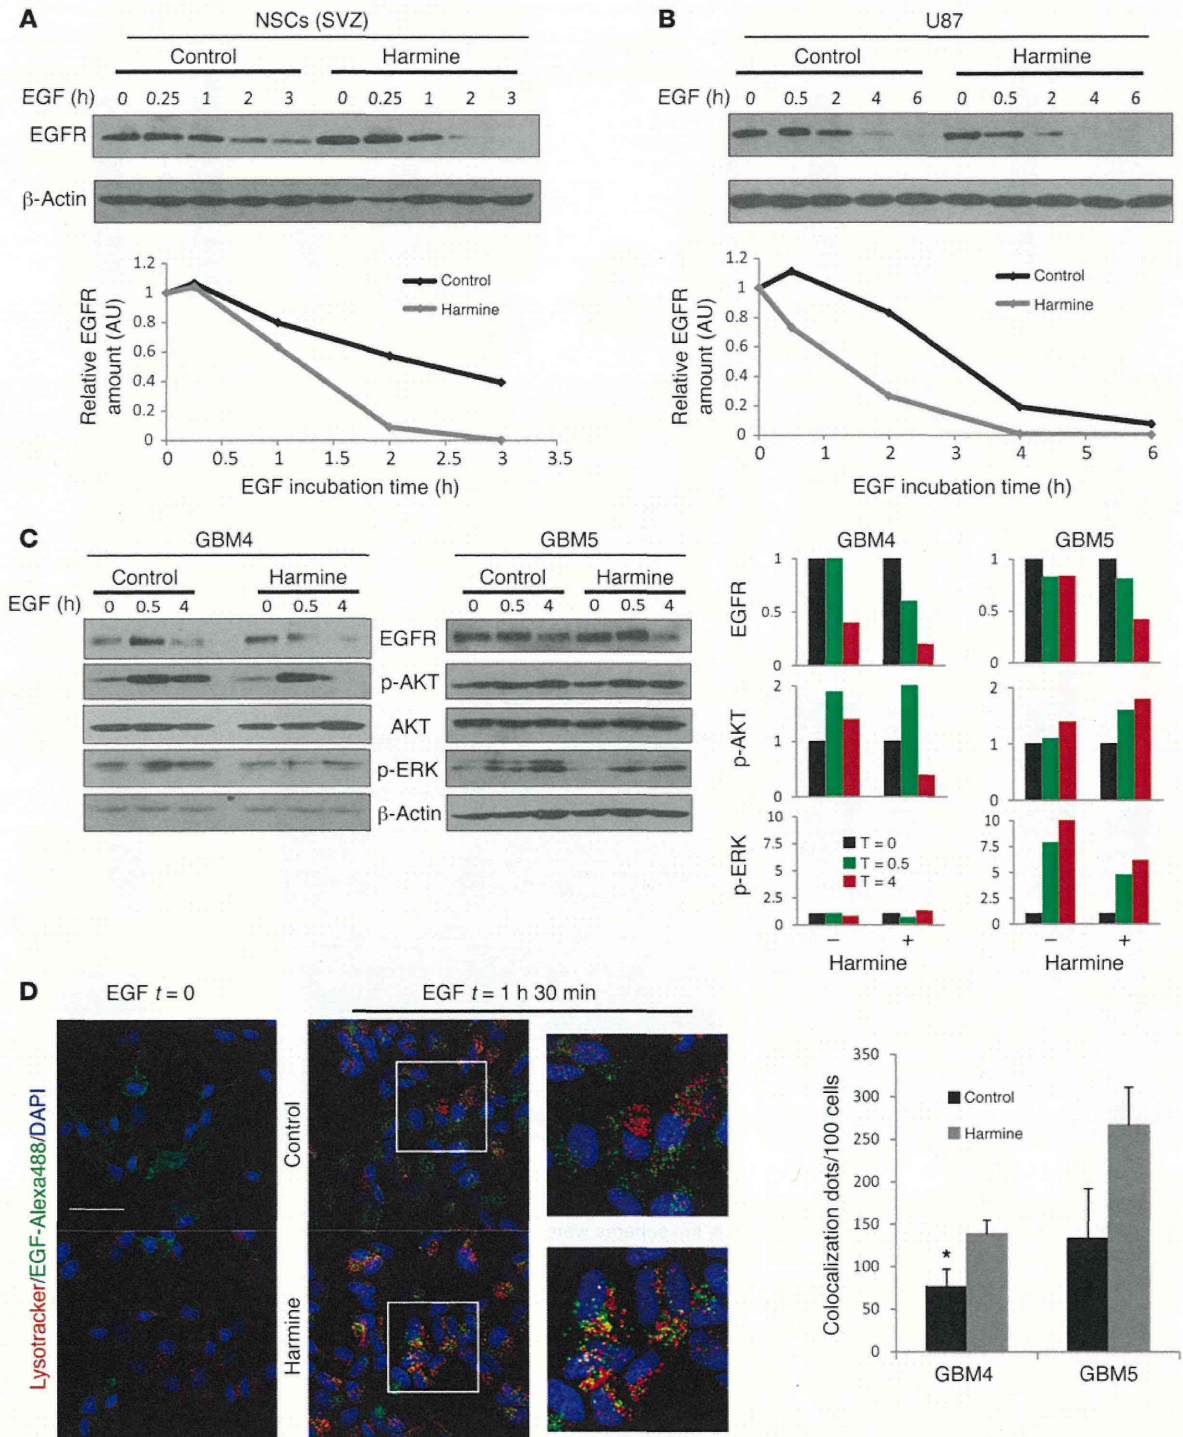 A
NSCs (SVZ)
Control Harmine
EGF (h) 0 0.25 1 2 3 0 0.25 1 2 3
EGFR
β-Actin
1.2
1
0.8
0.6
0.4
0.2
0
Relative EGFR
amount (AU)
Control
Harmine
0 0.5 1 1.5 2 2.5 3 3.5
EGF incubation time (h)
B
U87
Control Harmine
EGF (h) 0 0.5 2 4 6 0 0.5 2 4 6
1.2
1
0.8
0.6
0.4
0.2
0
Relative EGFR
amount (AU)
Control
Harmine
0 1 2 3 4 5 6
EGF incubation time (h)
C
GBM4 GBM5
Control Harmine Control Harmine
EGF (h) 0 0.5 4 0 0.5 4 0 0.5 4 0 0.5 4
EGFR
p-AKT
AKT
p-ERK
β-Actin
GBM4 GBM5
EGFR
1
0.5
0
1
0.5
0
p-AKT
2
1
0
2
1
0
p-ERK
10
7.5
5
2.5
0
T = 0
T = 0.5
T = 4
10
7.5
5
2.5
0
− + − +
Harmine Harmine
D
EGF t = 0 EGF t = 1 h 30 min
Lysotracker/EGF-Alexa488/DAPI
Control
Harmine
350
300
250
200
150
100
50
0
Colocalization dots/100 cells
Control
Harmine
*
GBM4 GBM5